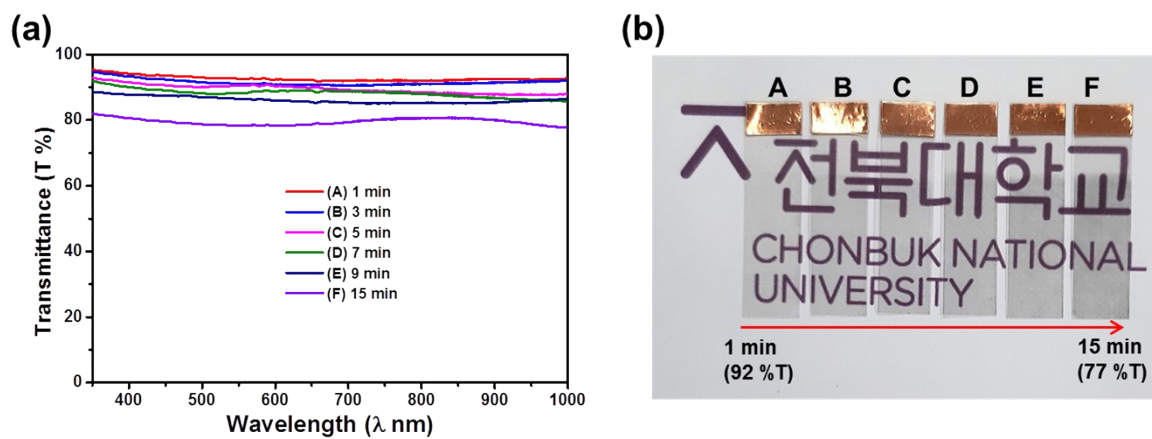 (a)
Transmittance (T %)
100
80
60
40
20
0
(A) 1 min
(B) 3 min
(C) 5 min
(D) 7 min
(E) 9 min
(F) 15 min
400 500 600 700 800 900 1000
Wavelength (λ nm)
(b)
A B C D E F
전북대학교
CHONBUK NATIONAL
UNIVERSITY
1 min
(92 %T)
15 min
(77 %T)